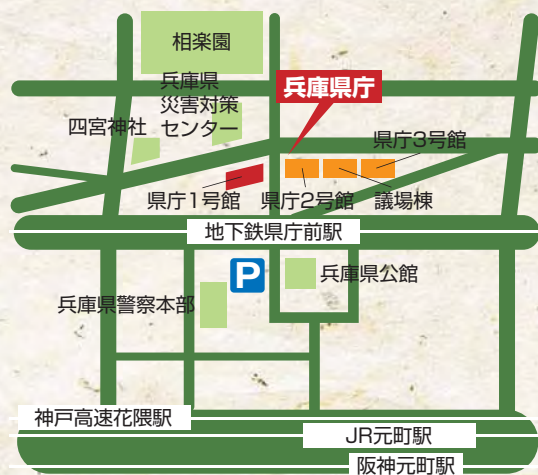 相楽園
兵庫県
災害対策
センター
兵庫県庁
四宮神社
県庁3号館
県庁1号館
県庁2号館
議場棟
地下鉄県庁前駅
P
兵庫県公館
兵庫県警察本部
神戸高速花隈駅
JR元町駅
阪神元町駅